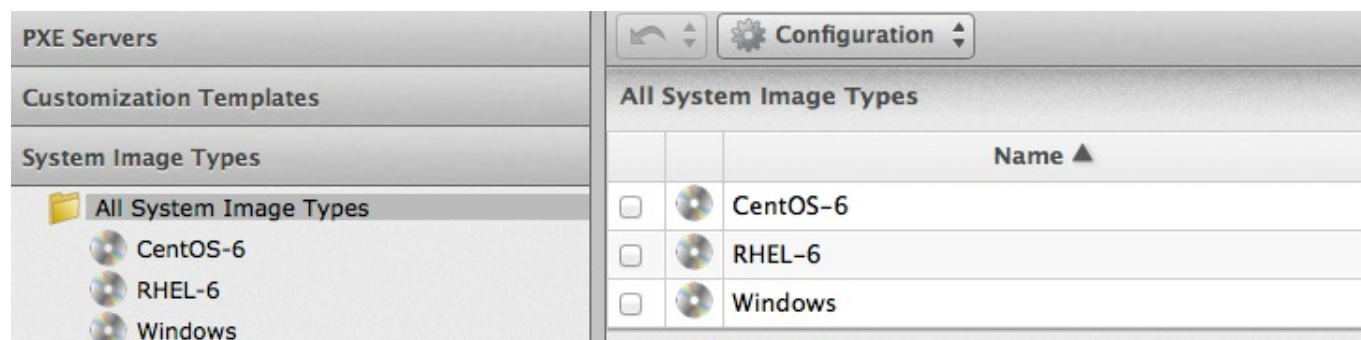 PXE Servers
Customization Templates
System Image Types
All System Image Types
CentOS-6
RHEL-6
Windows
Configuration
All System Image Types
Name ▲
CentOS-6
RHEL-6
Windows